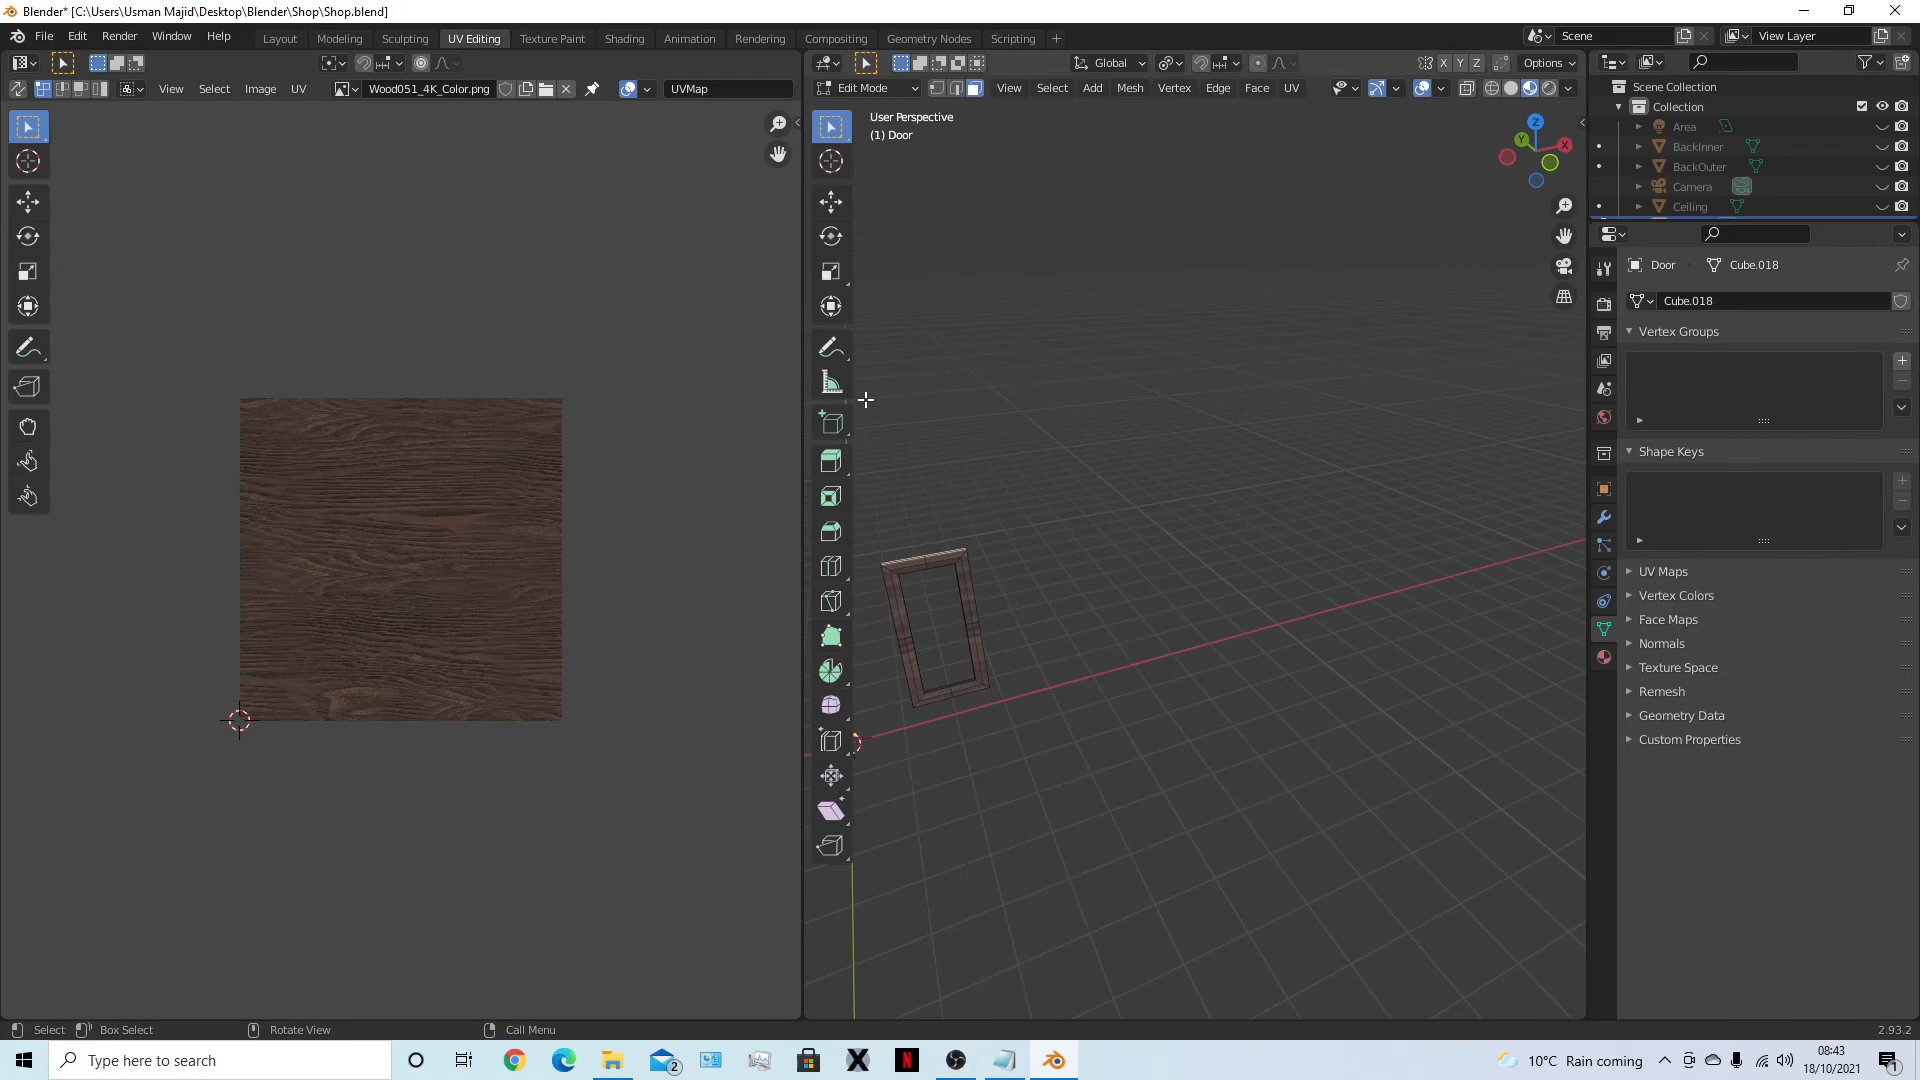 Blender* [C:\Users\Usman Majid\Desktop\Blender\Shop\Shop.blend]
File Edit Render Window Help Layout Modeling Sculpting UV Editing Texture Paint Shading Animation Rendering Compositing Geometry Nodes Scripting + Scene View Layer
Global X Y Z Options
View Select Image UV Wood051_4K_Color.png UVMap
Edit Mode View Select Add Mesh Vertex Edge Face UV
User Perspective
(1) Door
Z
Y X
Scene Collection
Collection
Area
BackInner
BackOuter
Camera
Ceiling
Door Cube.018
Cube.018
Vertex Groups
Shape Keys
UV Maps
Vertex Colors
Face Maps
Normals
Texture Space
Remesh
Geometry Data
Custom Properties
Select Box Select Rotate View Call Menu 2.93.2
Type here to search
2
10°C Rain coming
08:43
18/10/2021
1